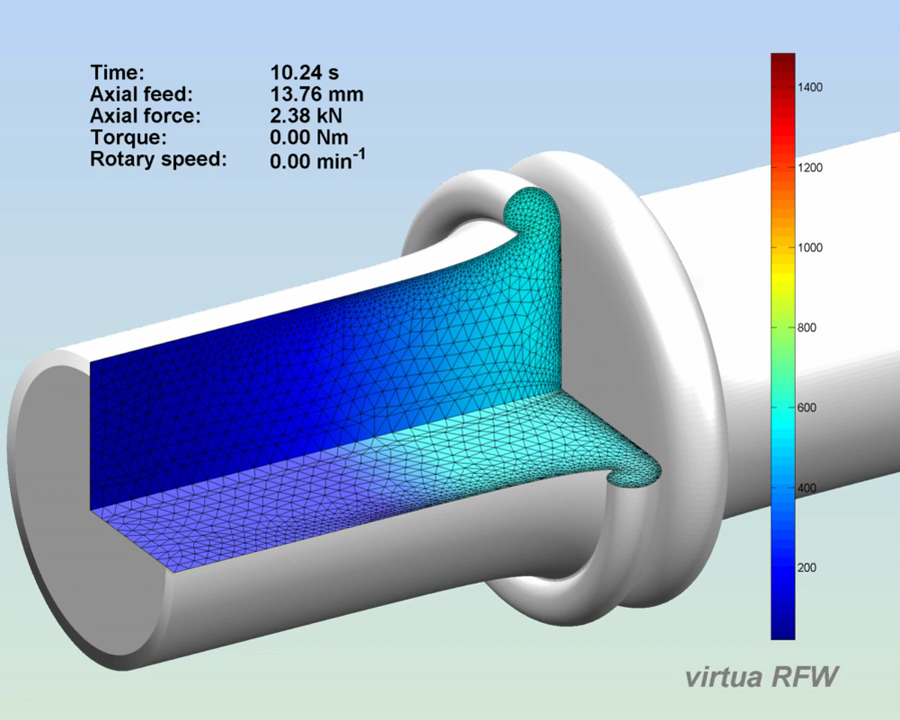 Time: 10.24 s
Axial feed: 13.76 mm
Axial force: 2.38 kN
Torque: 0.00 Nm
Rotary speed: 0.00 min⁻¹
1400
1200
1000
800
600
400
200
virtua RFW